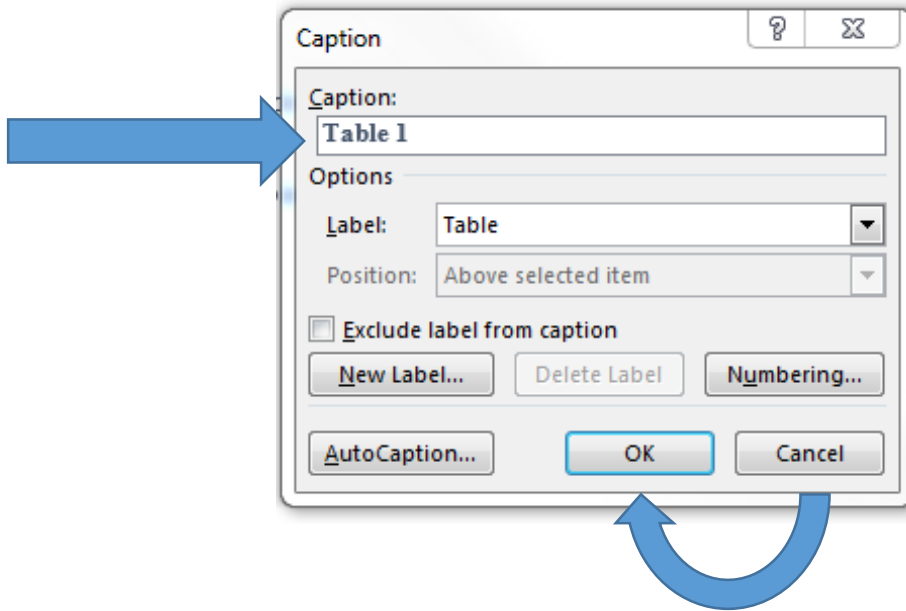 Caption
Caption:
Table 1
Options
Label: Table
Position: Above selected item
Exclude label from caption
New Label... Delete Label Numbering...
AutoCaption... OK Cancel